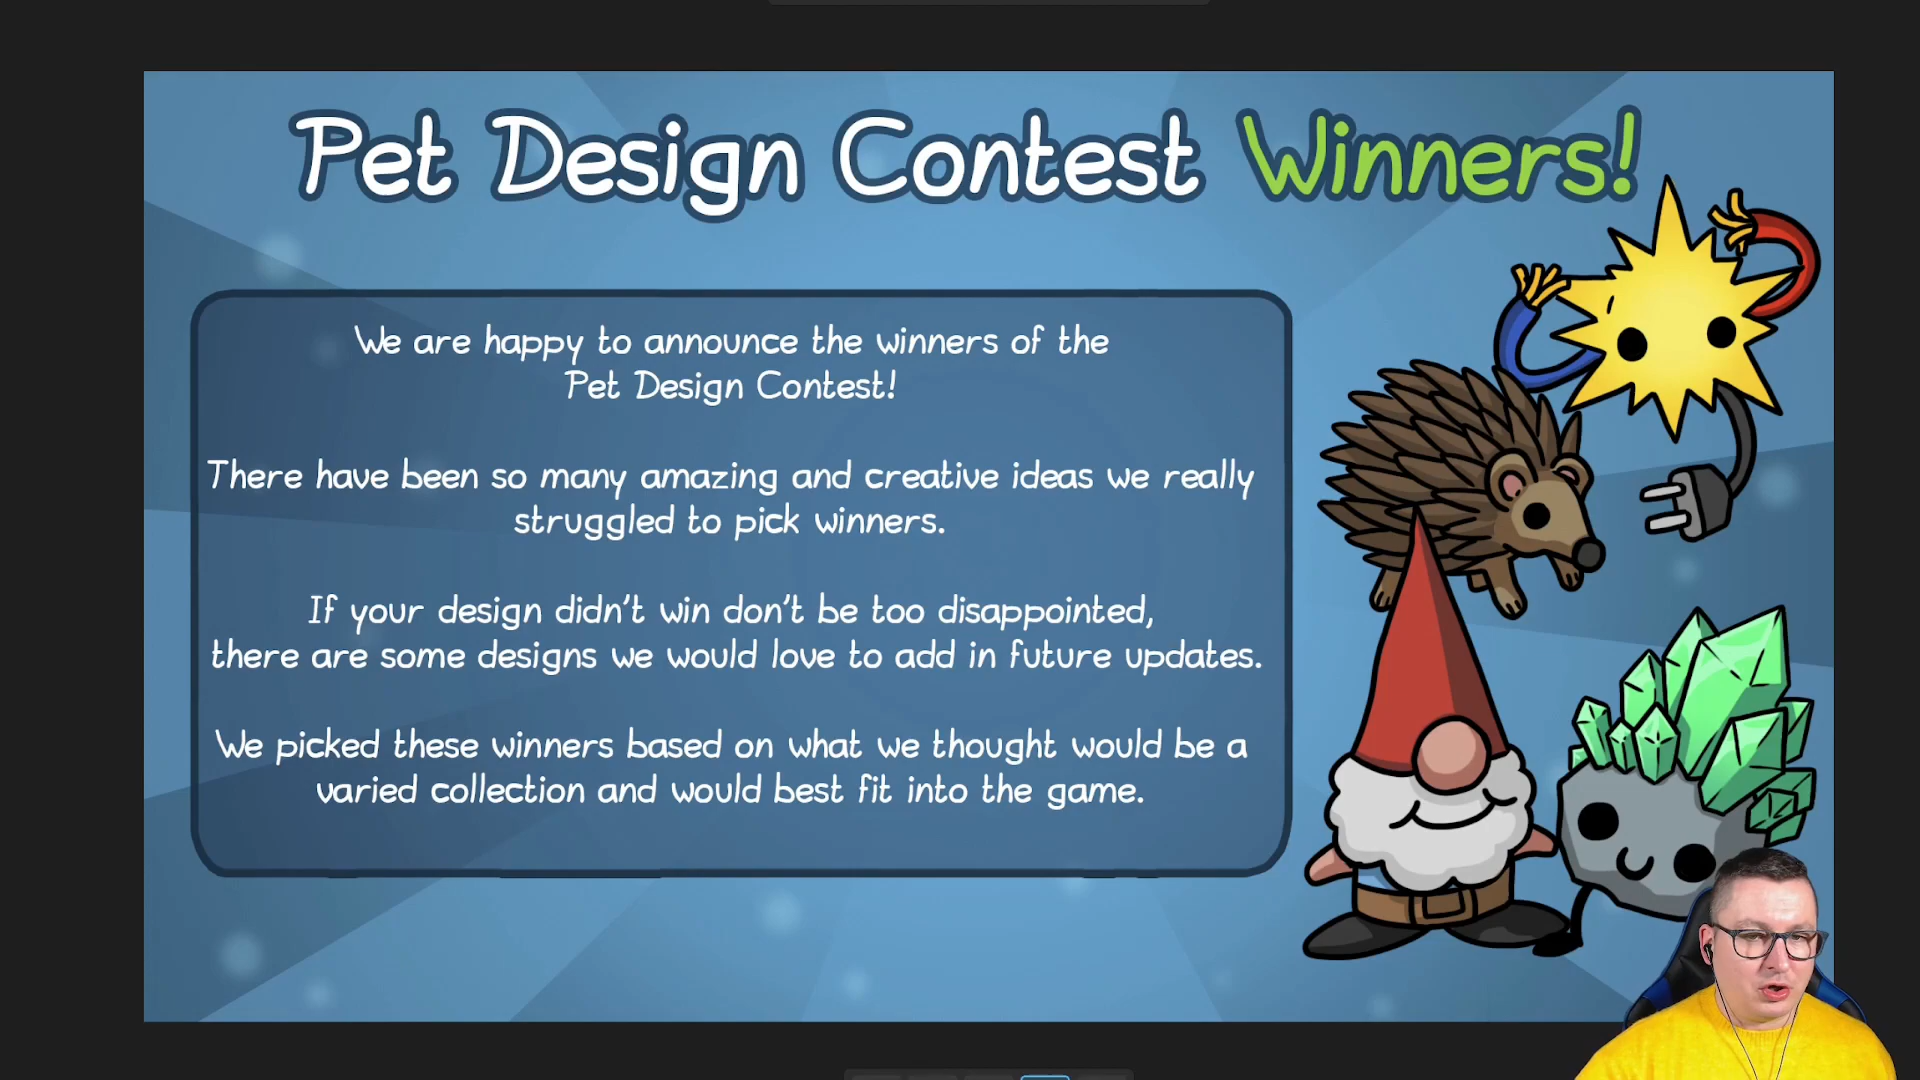 Pet Design Contest Winners!
We are happy to announce the winners of the
Pet Design Contest!
There have been so many amazing and creative ideas we really
struggled to pick winners.
If your design didn't win don't be too disappointed,
there are some designs we would love to add in future updates.
We picked these winners based on what we thought would be a
varied collection and would best fit into the game.